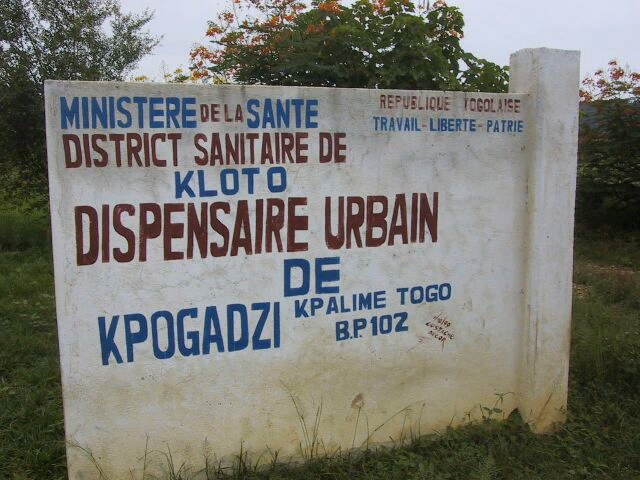 MINISTERE DE LA SANTE
REPUBLIQUE TOGOLAISE
TRAVAIL - LIBERTE - PATRIE
DISTRICT SANITAIRE DE
KLOTO
DISPENSAIRE URBAIN
DE
KPOGADZI
KPALIME TOGO
B.P. 102